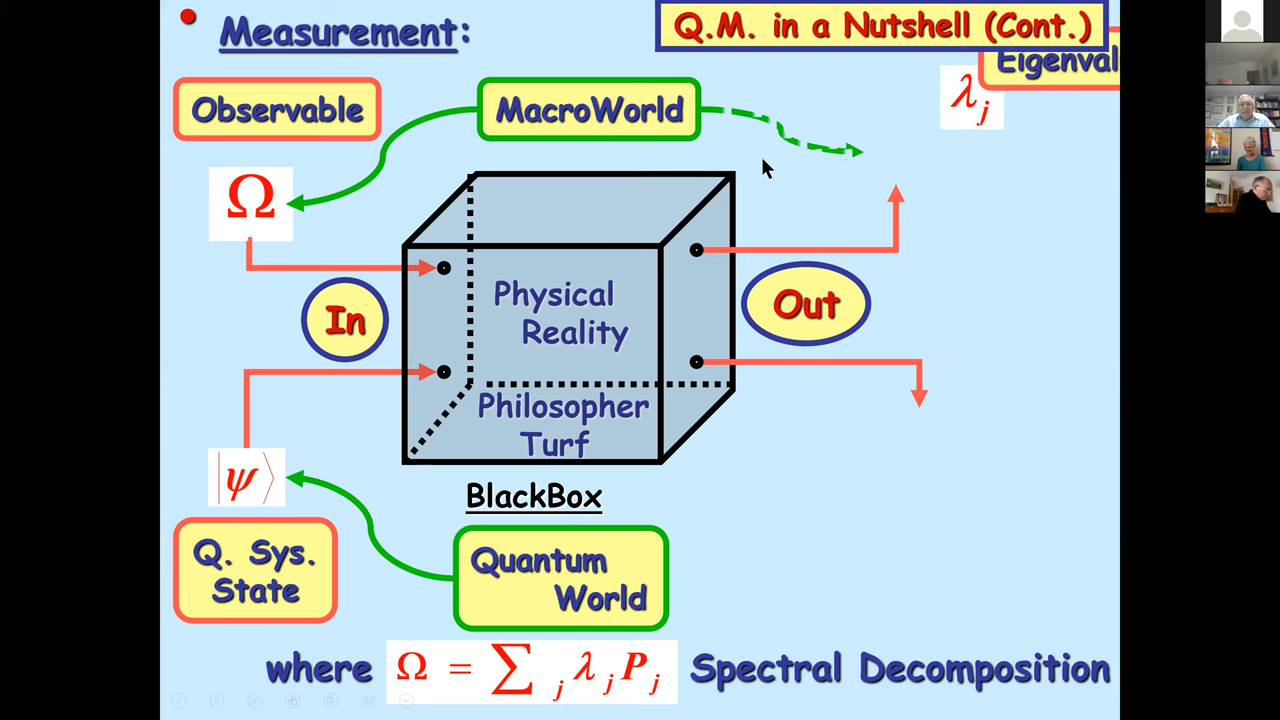 • Measurement:
Q.M. in a Nutshell (Cont.)
Eigenval
λj
Observable
MacroWorld
Ω
Physical
Reality
In
Out
Philosopher
Turf
|ψ⟩
BlackBox
Q. Sys.
State
Quantum
World
where Ω = ∑j λj Pj Spectral Decomposition